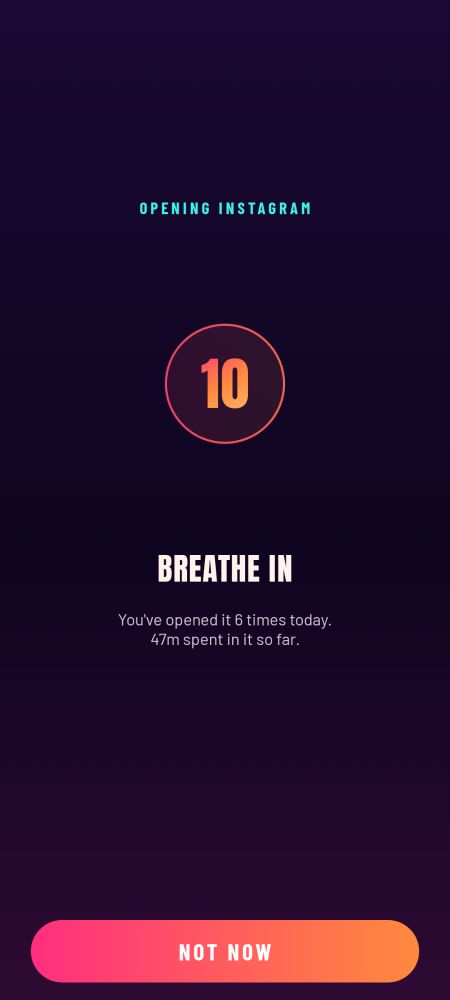 OPENING INSTAGRAM
10
BREATHE IN
You've opened it 6 times today.
47m spent in it so far.
NOT NOW